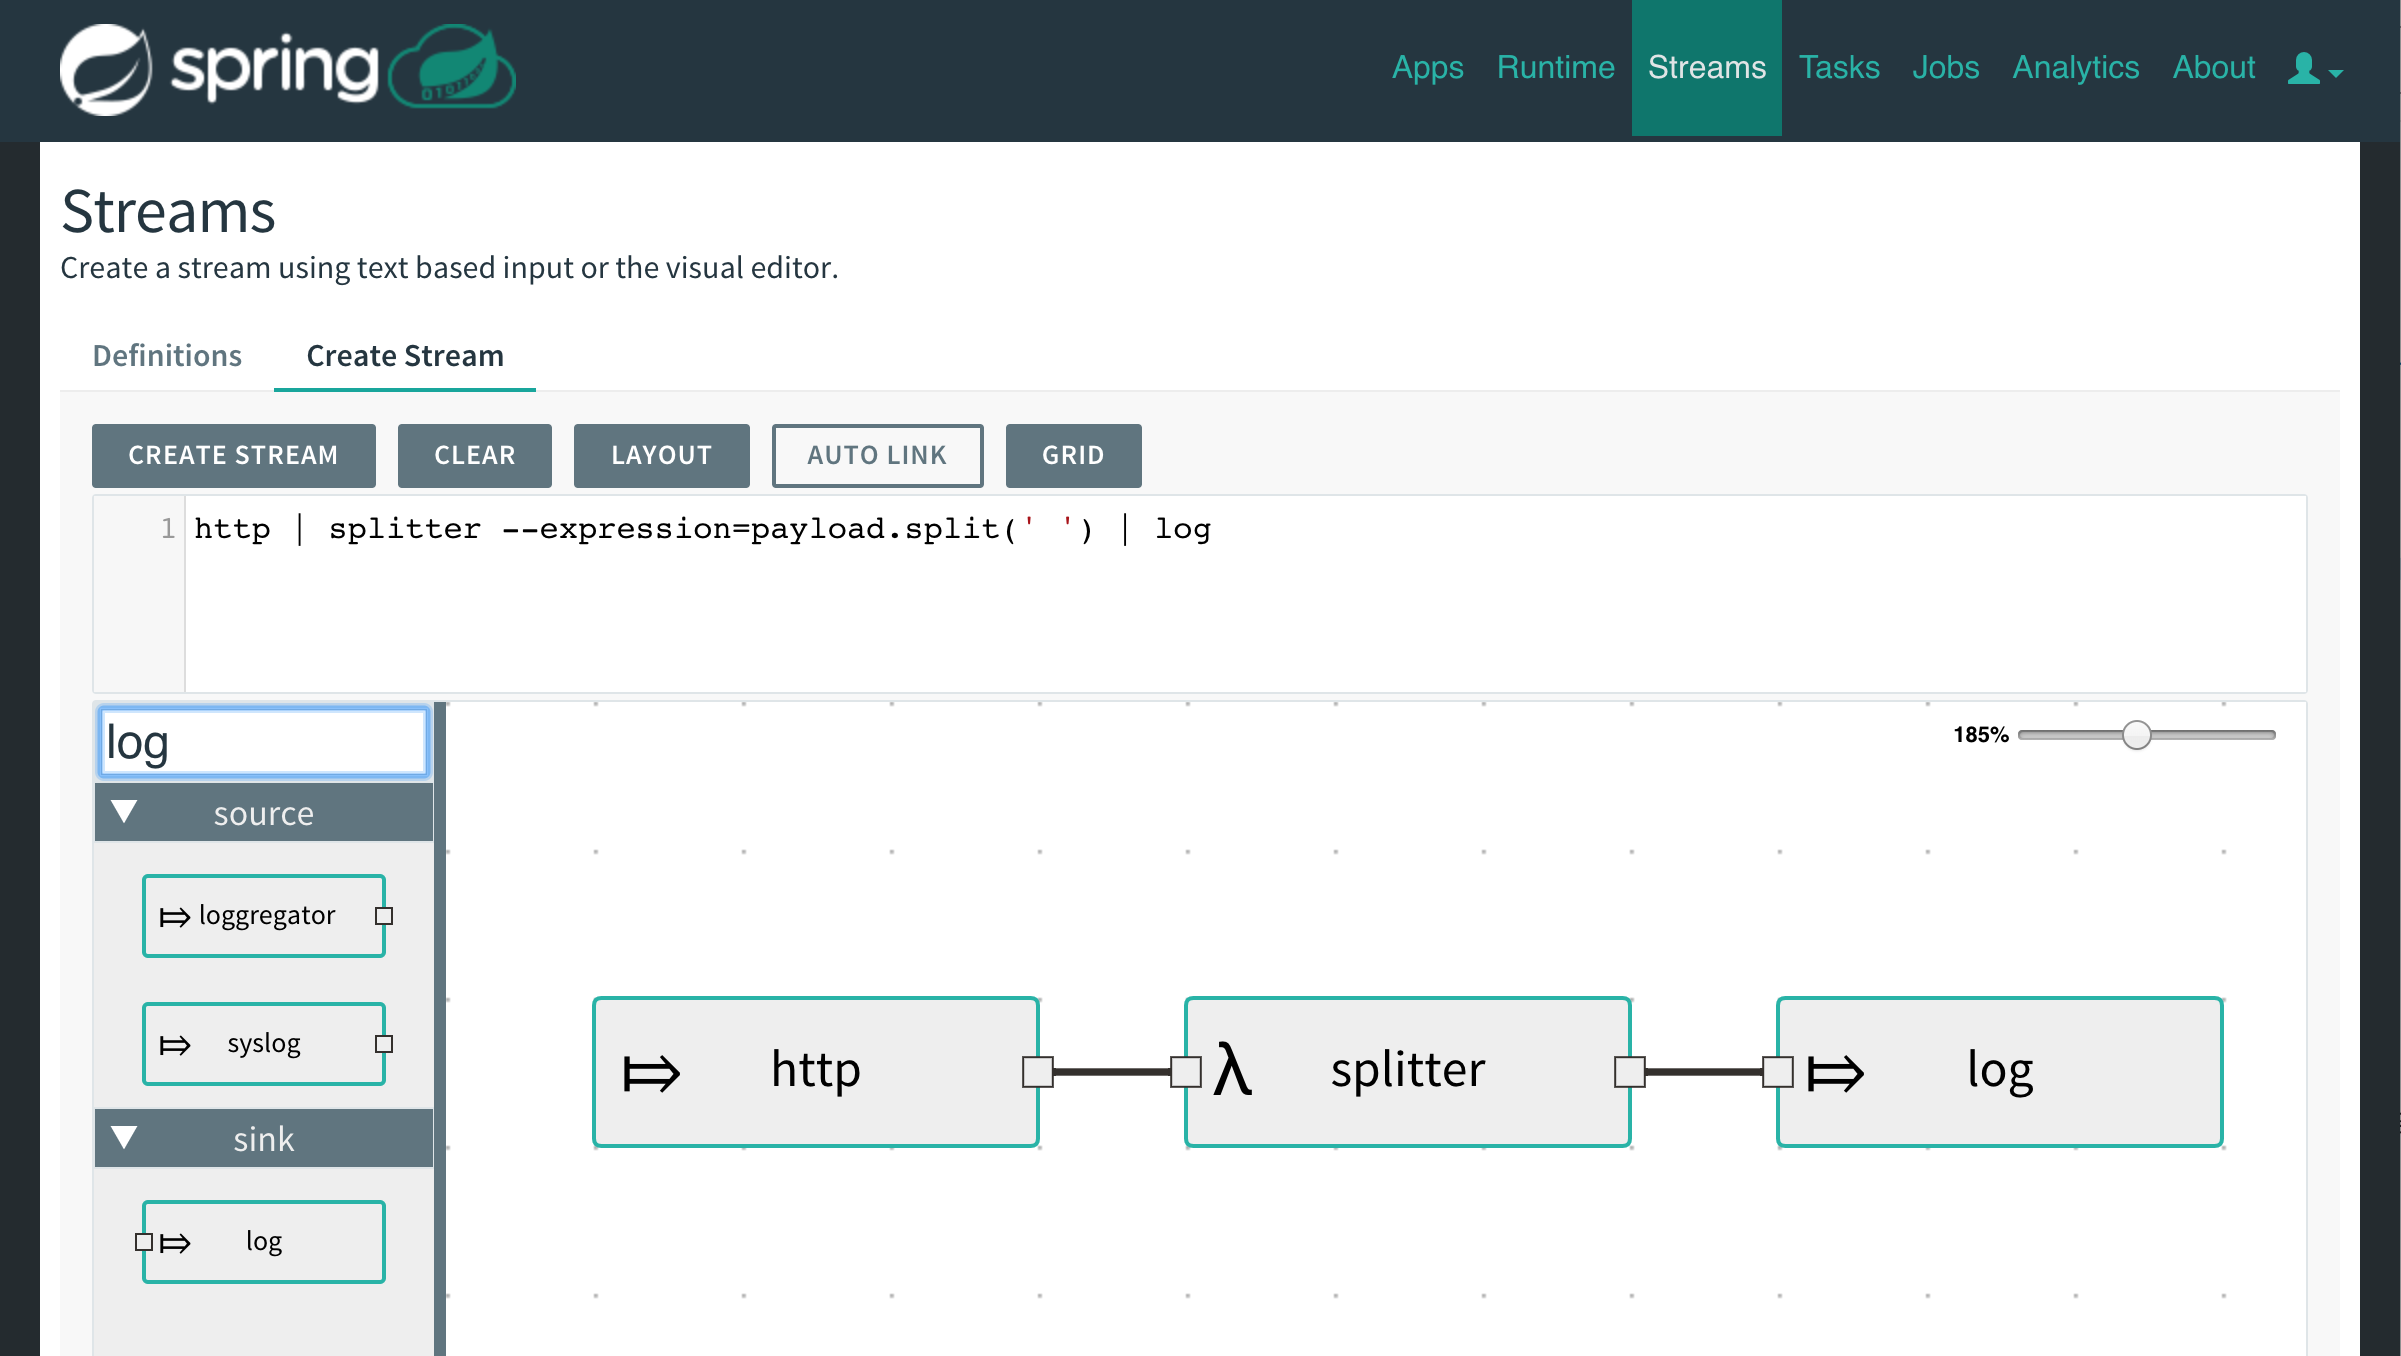 spring
Apps Runtime Streams Tasks Jobs Analytics About
Streams
Create a stream using text based input or the visual editor.
Definitions Create Stream
CREATE STREAM CLEAR LAYOUT AUTO LINK GRID
1 http | splitter --expression=payload.split(' ') | log
log
185%
source
loggregator
syslog
http λ splitter log
sink
log